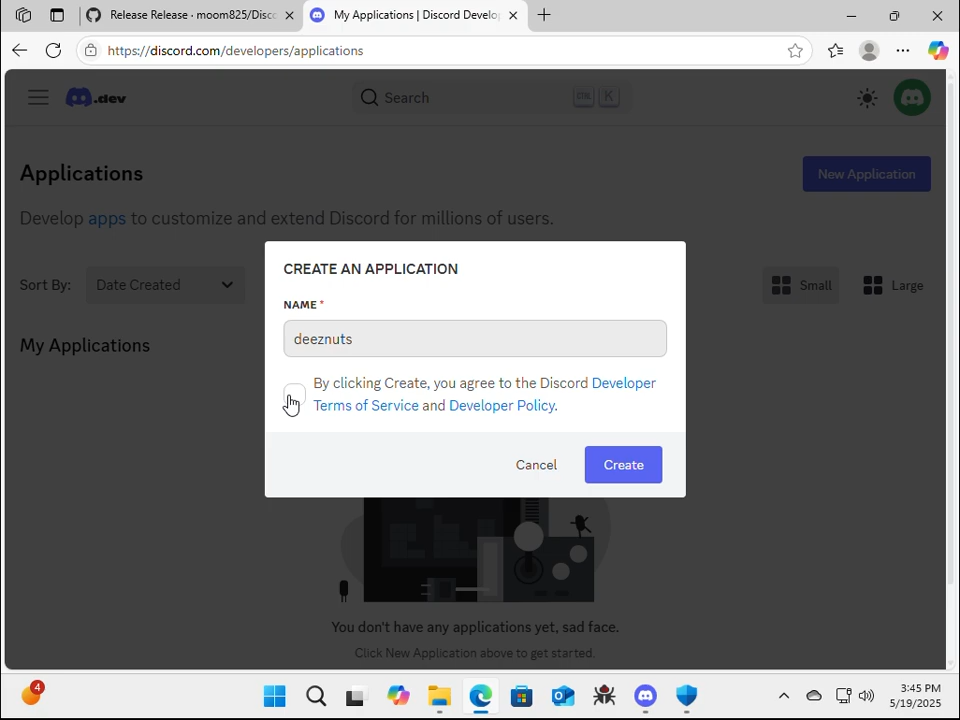 Release Release · moom825/Disc
My Applications | Discord Develo
https://discord.com/developers/applications
.dev
Search
CTRL K
Applications
New Application
Develop apps to customize and extend Discord for millions of users.
Sort By:
Date Created
Small
Large
My Applications
CREATE AN APPLICATION
NAME *
deeznuts
By clicking Create, you agree to the Discord Developer
Terms of Service and Developer Policy.
Cancel
Create
You don't have any applications yet, sad face.
Click New Application above to get started.
4
3:45 PM
5/19/2025